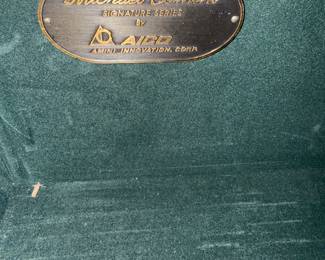 SIGNATURE SERIES
BY
AICO
AMINI INNOVATION, CORP.